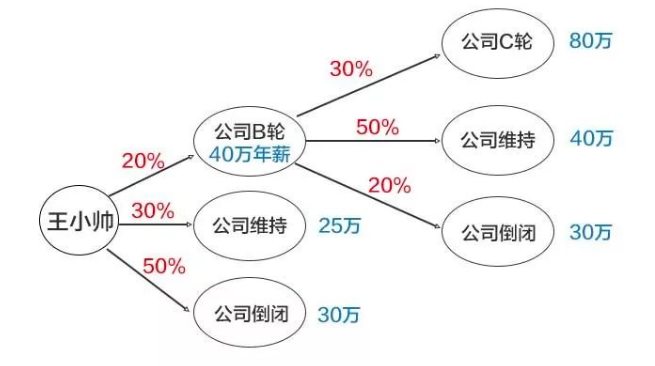 公司C轮 80万
30%
公司B轮
40万年薪
50%
公司维持 40万
20%
20%
公司倒闭 30万
王小帅
30%
公司维持 25万
50%
公司倒闭 30万